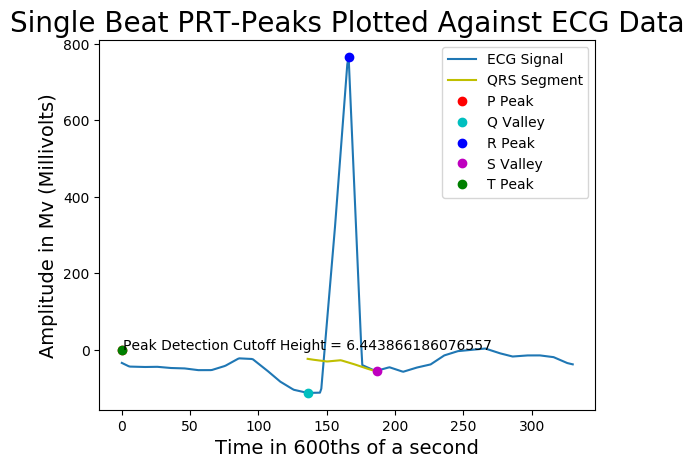 Single Beat PRT-Peaks Plotted Against ECG Data
Amplitude in Mv (Millivolts)
800
600
400
200
0
ECG Signal
QRS Segment
P Peak
Q Valley
R Peak
S Valley
T Peak
Peak Detection Cutoff Height = 6.443866186076557
0 50 100 150 200 250 300
Time in 600ths of a second